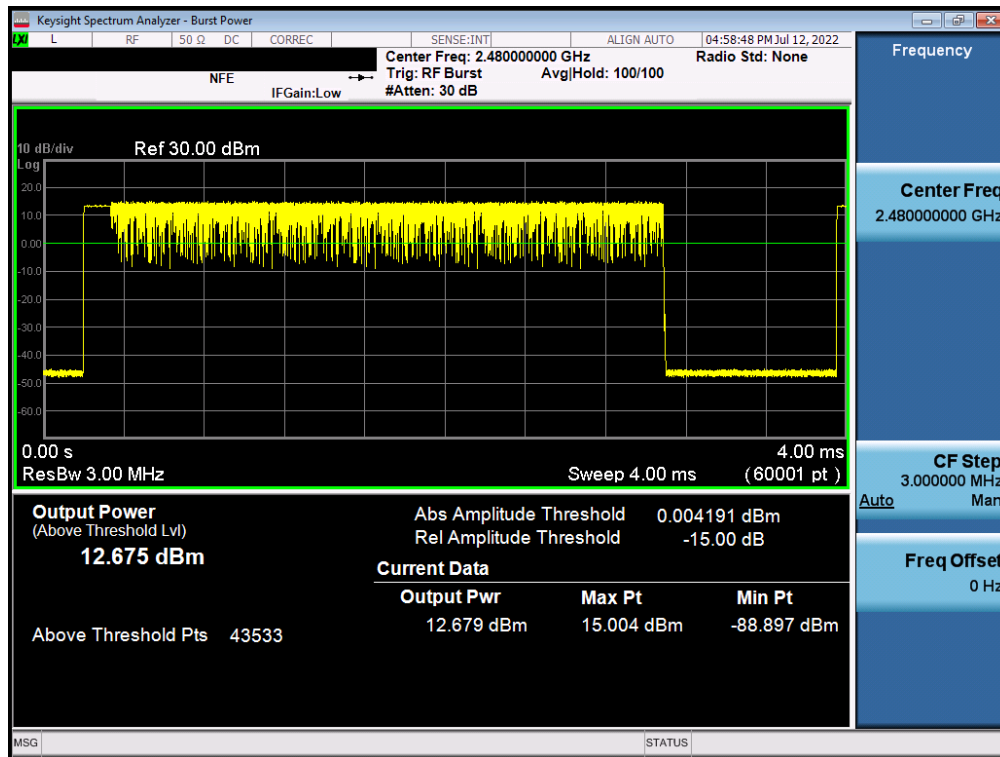 Keysight Spectrum Analyzer - Burst Power
LXI L RF 50 Ω DC CORREC SENSE:INT ALIGN AUTO 04:58:48 PM Jul 12, 2022
Center Freq: 2.480000000 GHz Radio Std: None
NFE Trig: RF Burst Avg|Hold: 100/100
IFGain:Low #Atten: 30 dB
10 dB/div Ref 30.00 dBm
Log
20.0
10.0
0.00
-10.0
-20.0
-30.0
-40.0
-50.0
-60.0
0.00 s 4.00 ms
ResBw 3.00 MHz Sweep 4.00 ms (60001 pt )
Output Power
(Above Threshold Lvl)
12.675 dBm
Above Threshold Pts 43533
Abs Amplitude Threshold 0.004191 dBm
Rel Amplitude Threshold -15.00 dB
Current Data
Output Pwr Max Pt Min Pt
12.679 dBm 15.004 dBm -88.897 dBm
Frequency
Center Freq
2.480000000 GHz
CF Step
3.000000 MHz
Auto Man
Freq Offset
0 Hz
MSG STATUS